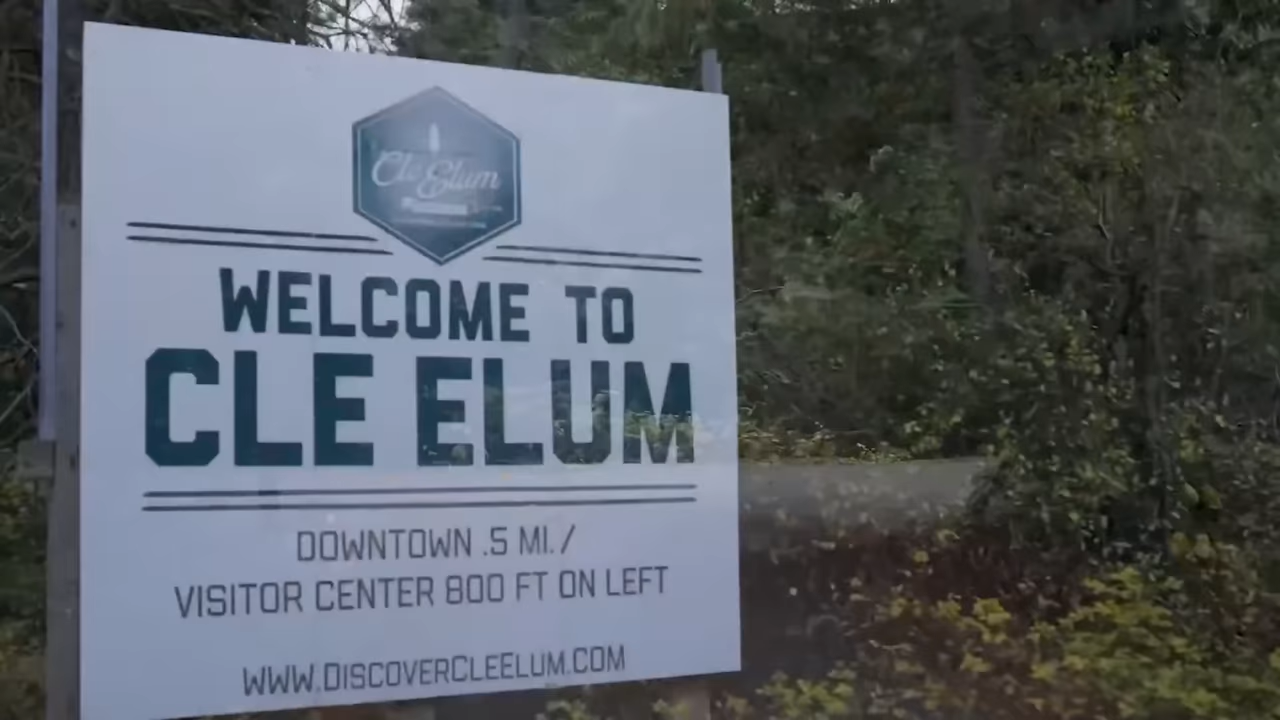 Cle Elum
WELCOME TO
CLE ELUM
DOWNTOWN .5 MI. /
VISITOR CENTER 800 FT ON LEFT
WWW.DISCOVERCLEELUM.COM